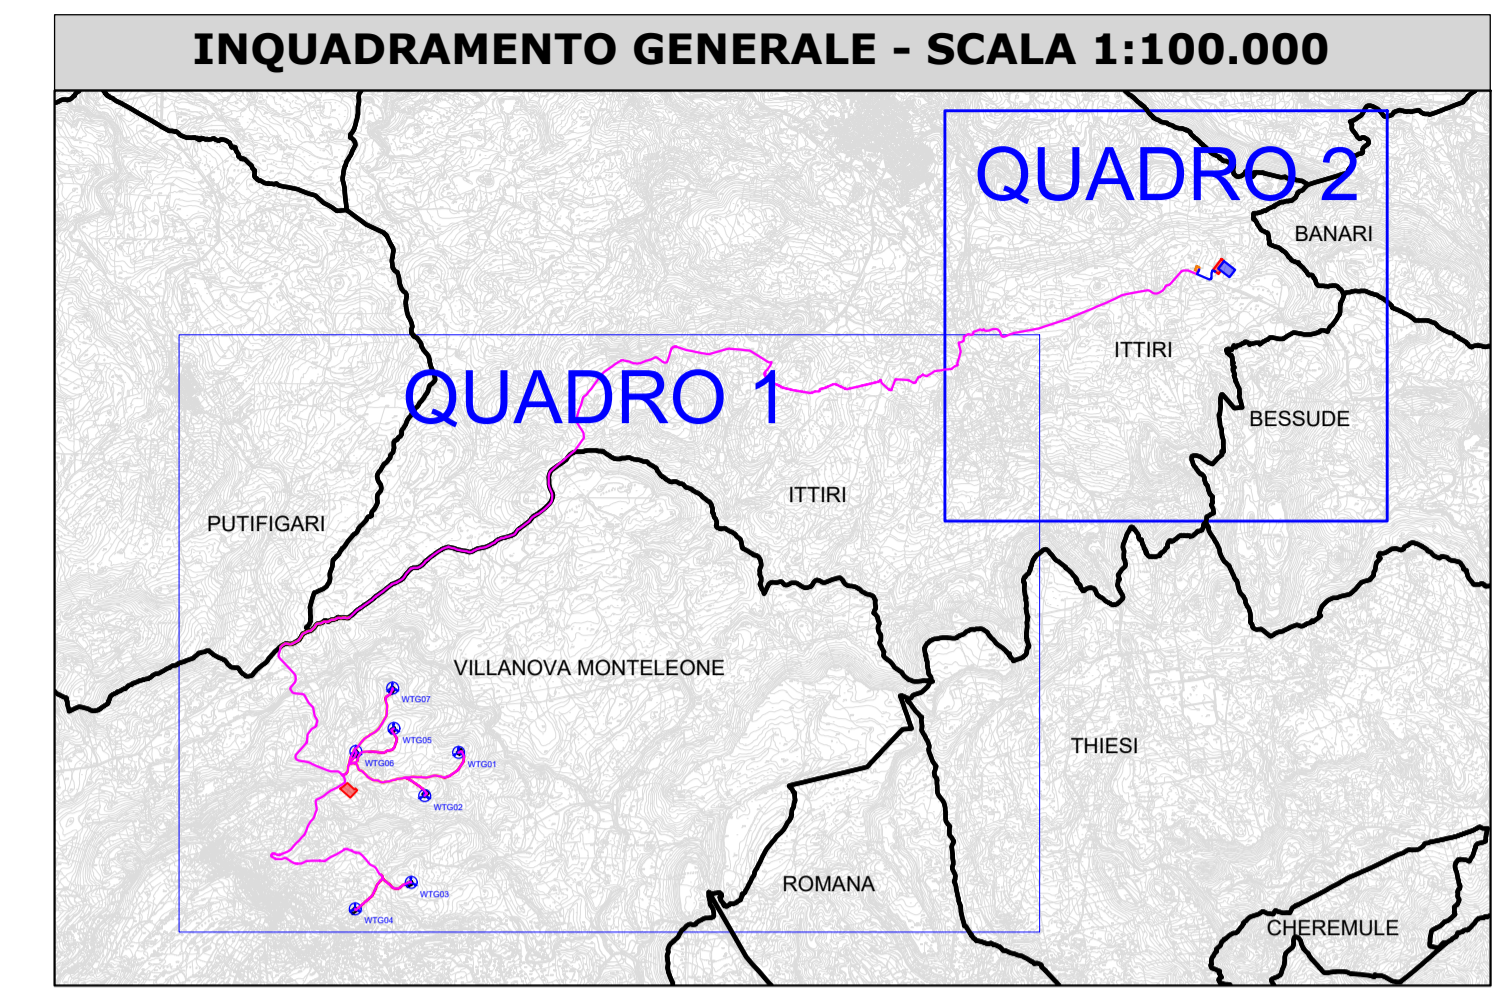 INQUADRAMENTO GENERALE - SCALA 1:100.000
QUADRO 2
BANARI
ITTIRI
QUADRO 1
BESSUDE
ITTIRI
PUTIFIGARI
VILLANOVA MONTELEONE
WTG07
WTG05
THIESI
WTG06
WTG01
WTG02
ROMANA
WTG03
WTG04
CHEREMULE